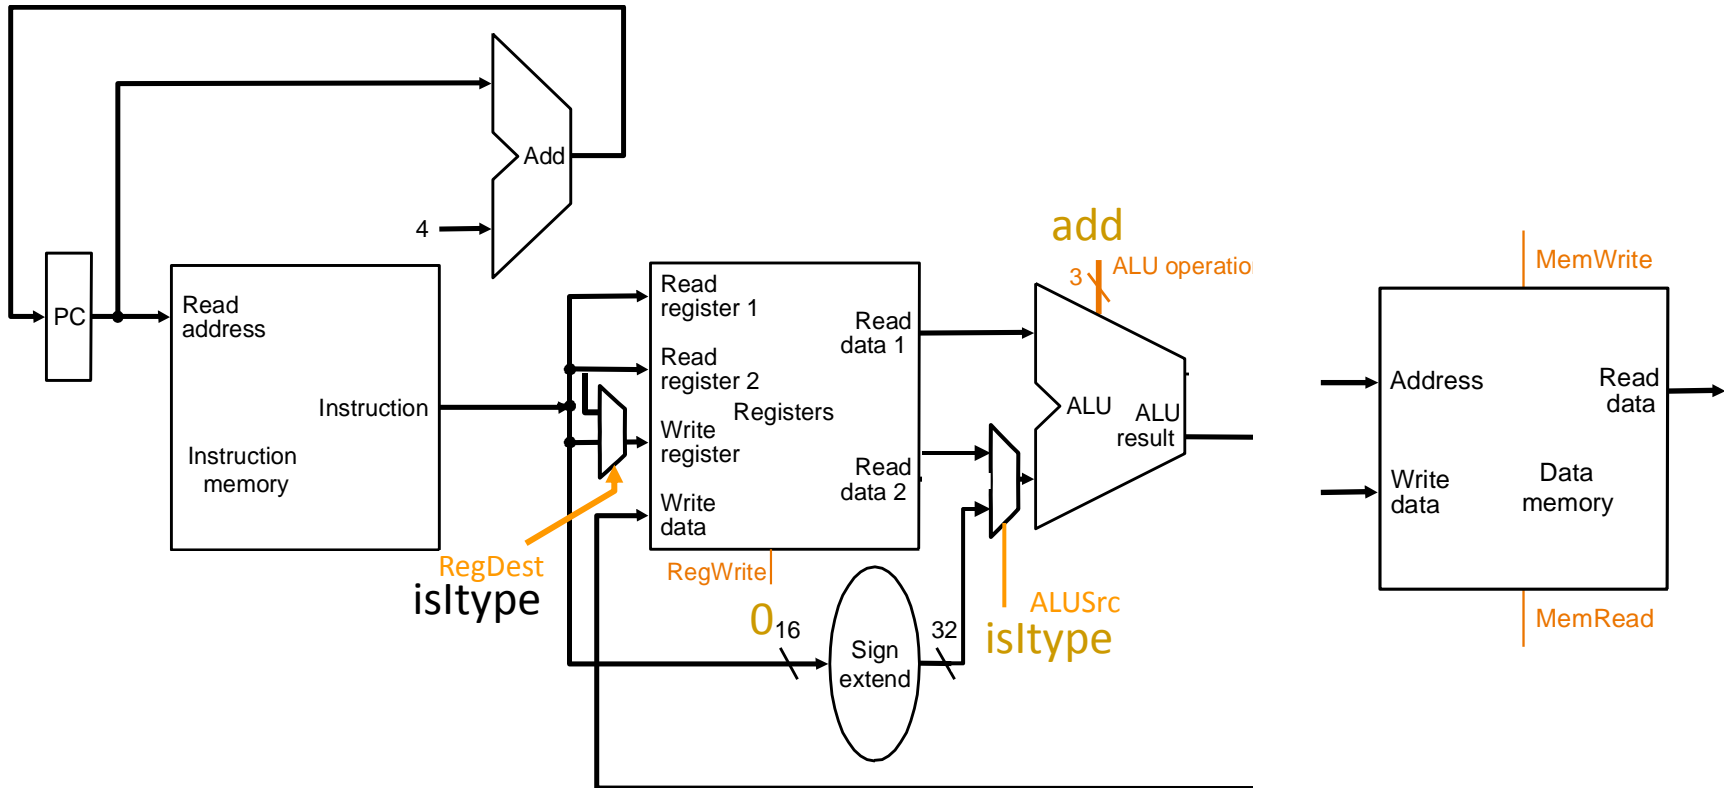 Add
4
add
3
ALU operatio
MemWrite
PC
Read
address
Instruction
Instruction
memory
Read
register 1
Read
register 2
Registers
Write
register
Write
data
Read
data 1
Read
data 2
ALU
ALU
result
Address
Read
data
Write
data
Data
memory
RegDest
isItype
RegWrite
0
16
Sign
extend
32
ALUSrc
isItype
MemRead